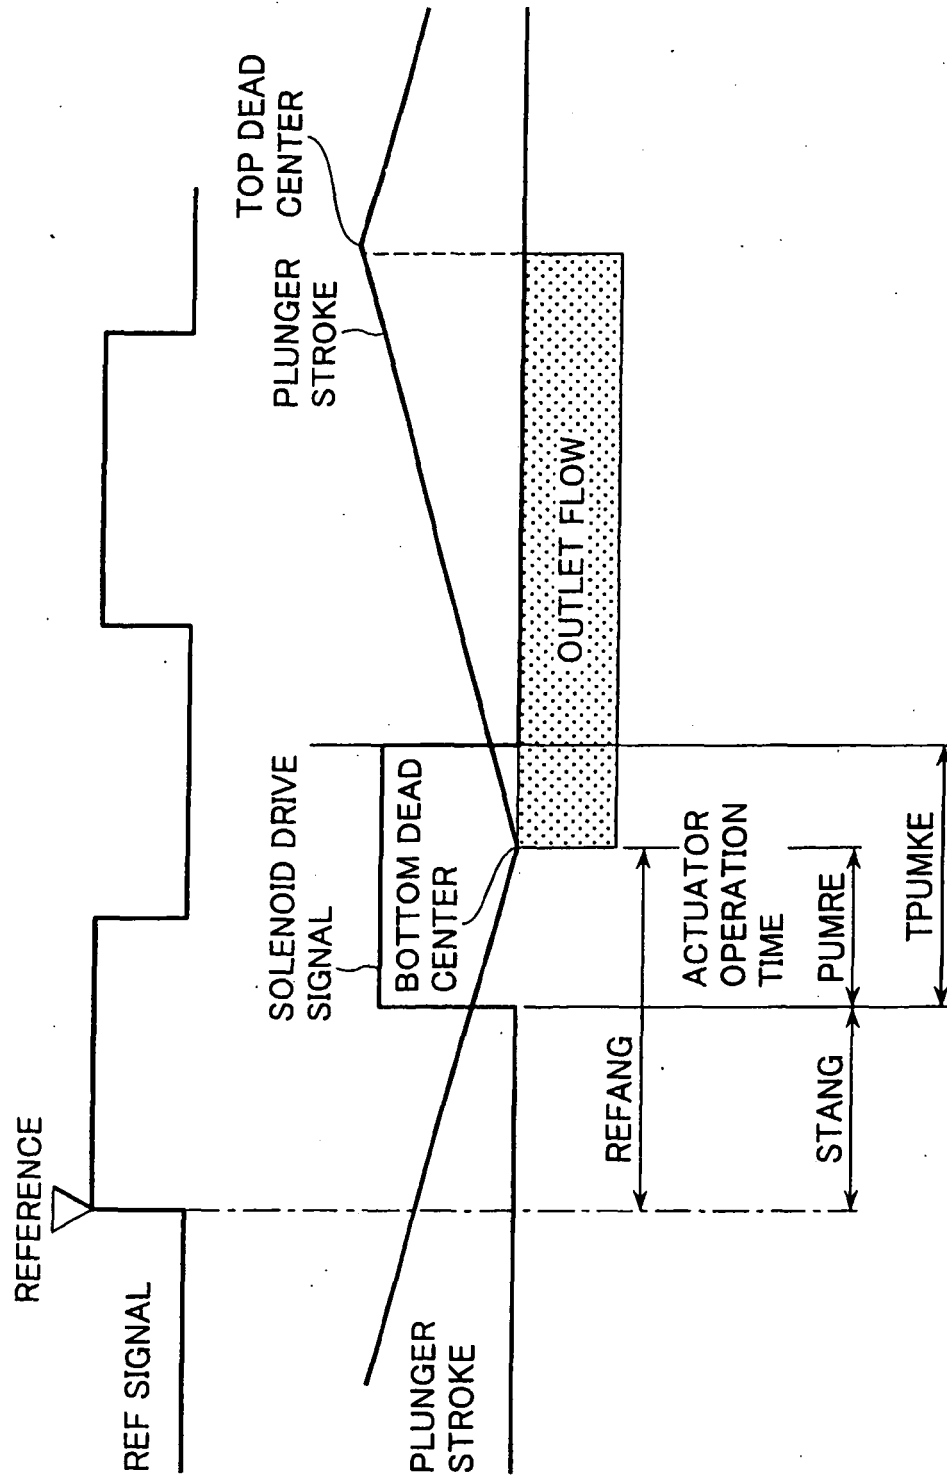 REFERENCE
REF SIGNAL
TOP DEAD
CENTER
PLUNGER
STROKE
SOLENOID DRIVE
SIGNAL
BOTTOM DEAD
CENTER
PLUNGER
STROKE
OUTLET FLOW
REFANG
ACTUATOR
OPERATION
TIME
STANG
PUMRE
TPUMKE